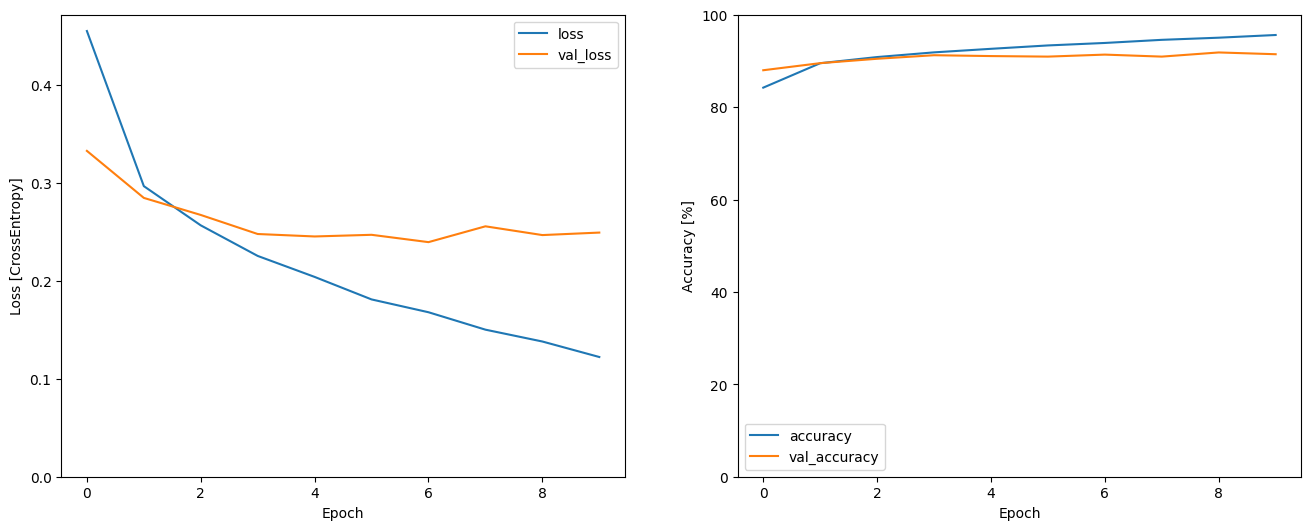 loss
val_loss
0.4
0.3
0.2
0.1
0.0
Loss [CrossEntropy]
0 2 4 6 8
Epoch
100
80
60
40
20
0
Accuracy [%]
accuracy
val_accuracy
0 2 4 6 8
Epoch